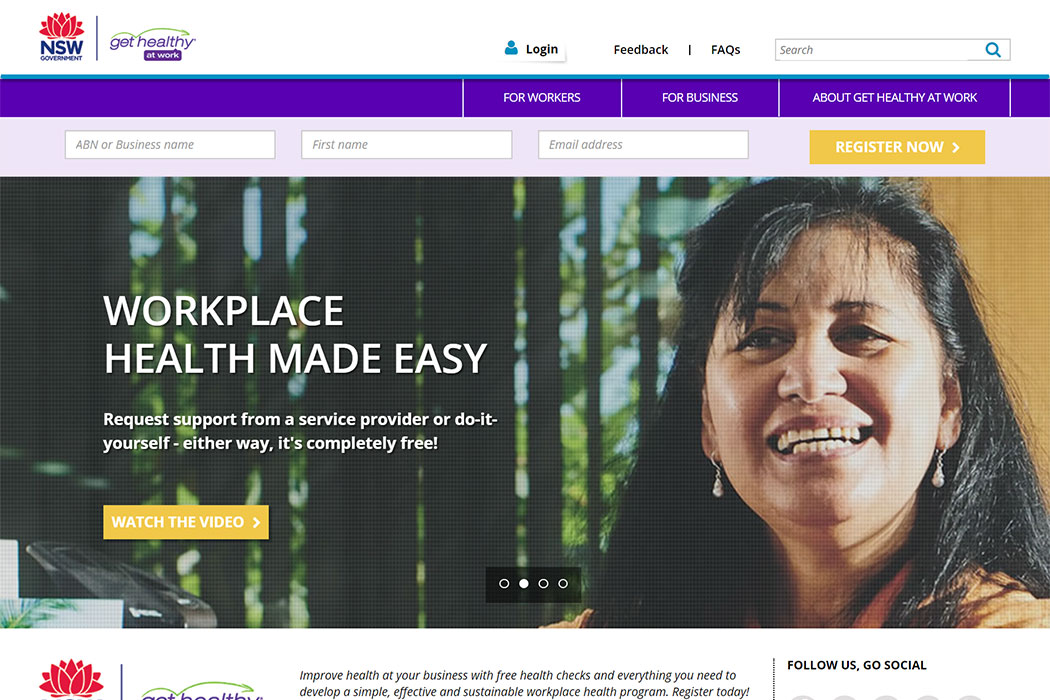 NSW
GOVERNMENT
get healthy
at work
Login
Feedback | FAQs
Search
FOR WORKERS
FOR BUSINESS
ABOUT GET HEALTHY AT WORK
ABN or Business name
First name
Email address
REGISTER NOW
WORKPLACE
HEALTH MADE EASY
Request support from a service provider or do-it-
yourself - either way, it's completely free!
WATCH THE VIDEO
get healthy
Improve health at your business with free health checks and everything you need to
develop a simple, effective and sustainable workplace health program. Register today!
FOLLOW US, GO SOCIAL